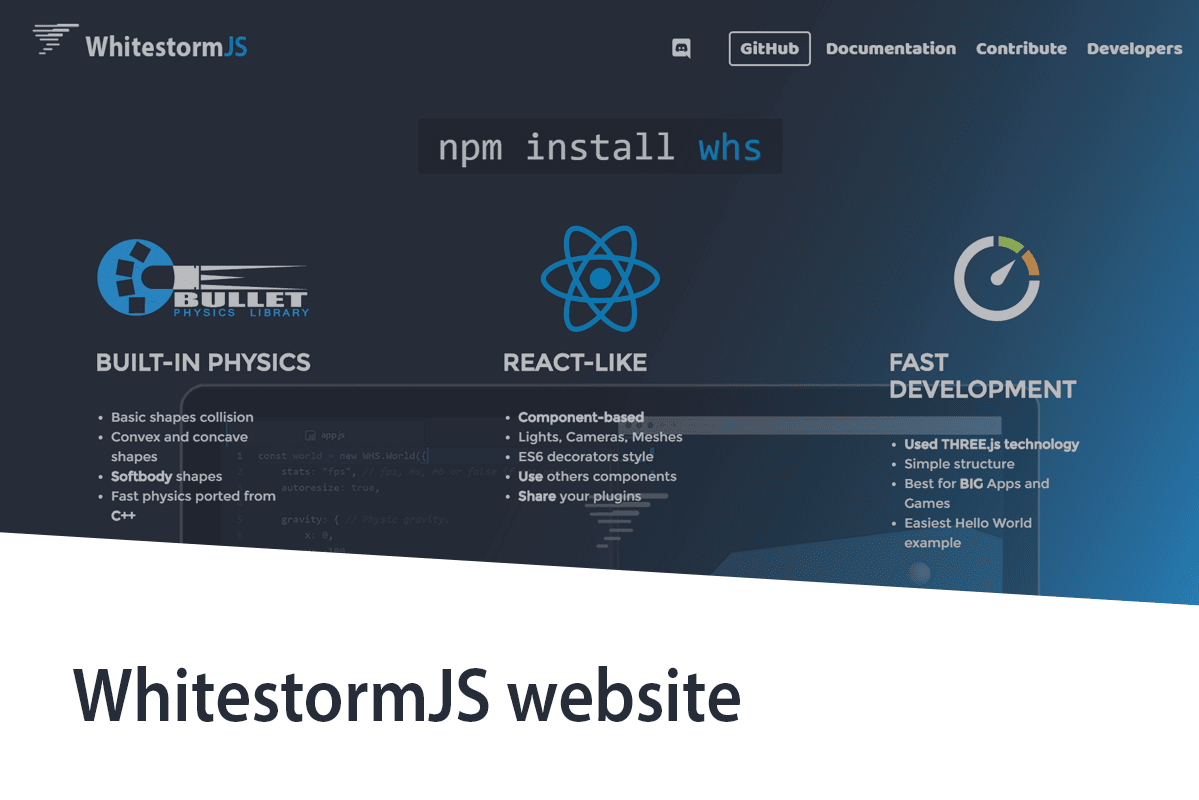 WhitestormJS
GitHub Documentation Contribute Developers
npm install whs
BULLET
PHYSICS LIBRARY
BUILT-IN PHYSICS
• Basic shapes collision
• Convex and concave
shapes
• Softbody shapes
• Fast physics ported from
C++
REACT-LIKE
• Component-based
• Lights, Cameras, Meshes
• ES6 decorators style
• Use others components
• Share your plugins
FAST
DEVELOPMENT
• Used THREE.js technology
• Simple structure
• Best for BIG Apps and
Games
• Easiest Hello World
example
app.js
1 const world = new WHS.World({
2 stats: "fps", // fps, ms, mb or false
autoresize: true,
gravity: { // Physic gravity.
x: 0,
WhitestormJS website